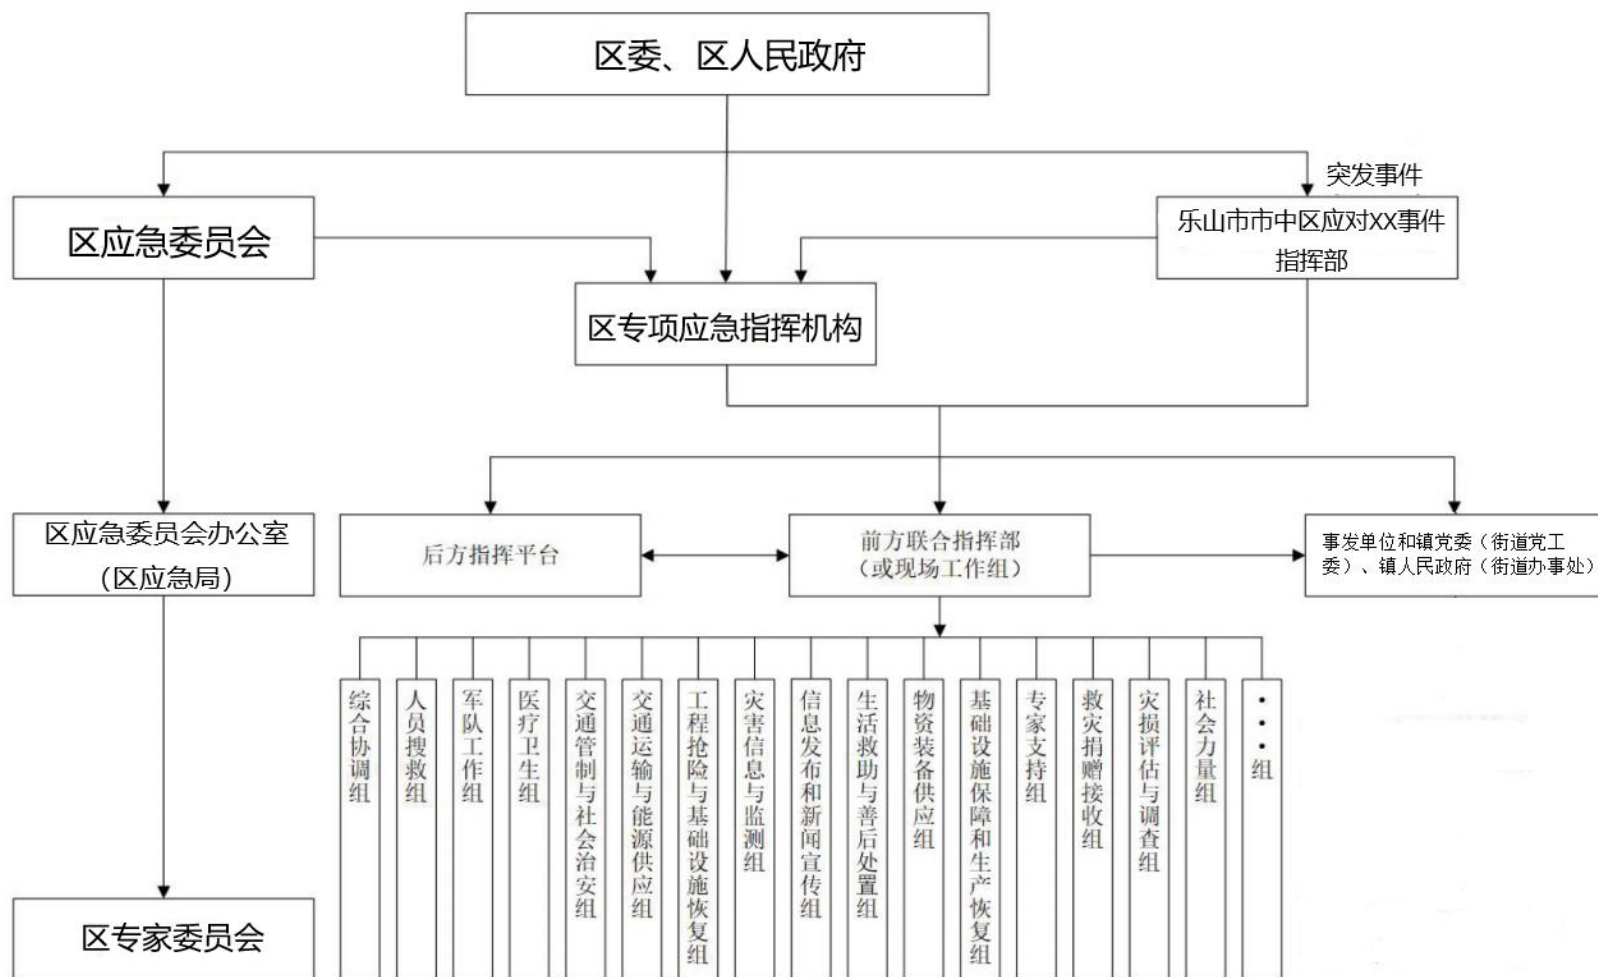 区委、区人民政府
突发事件
区应急委员会
乐山市市中区应对XX事件
指挥部
区专项应急指挥机构
区应急委员会办公室
（区应急局）
后方指挥平台
前方联合指挥部
（或现场工作组）
事发单位和镇党委（街道党工
委）、镇人民政府（街道办事处）
综合协调组
人员搜救组
军队工作组
医疗卫生组
交通管制与社会治安组
交通运输与能源供应组
工程抢险与基础设施恢复组
灾害信息与监测组
信息发布和新闻宣传组
生活救助与善后处置组
物资装备供应组
基础设施保障和生产恢复组
专家支持组
救灾捐赠接收组
灾损评估与调查组
社会力量组
···组
区专家委员会